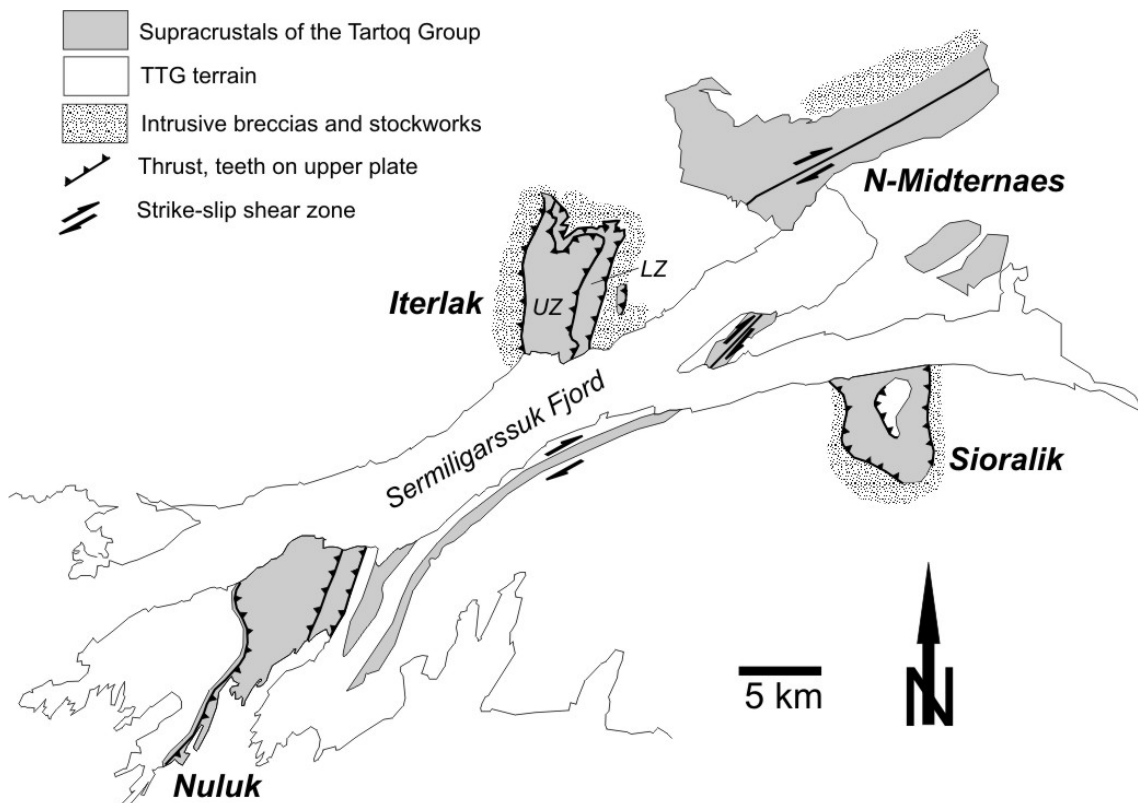 Supracrustals of the Tartoq Group
TTG terrain
Intrusive breccias and stockworks
Thrust, teeth on upper plate
Strike-slip shear zone
N-Midternaes
Iterlak
UZ
LZ
Sermiligarssuk Fjord
Sioralik
Nuluk
5 km
N